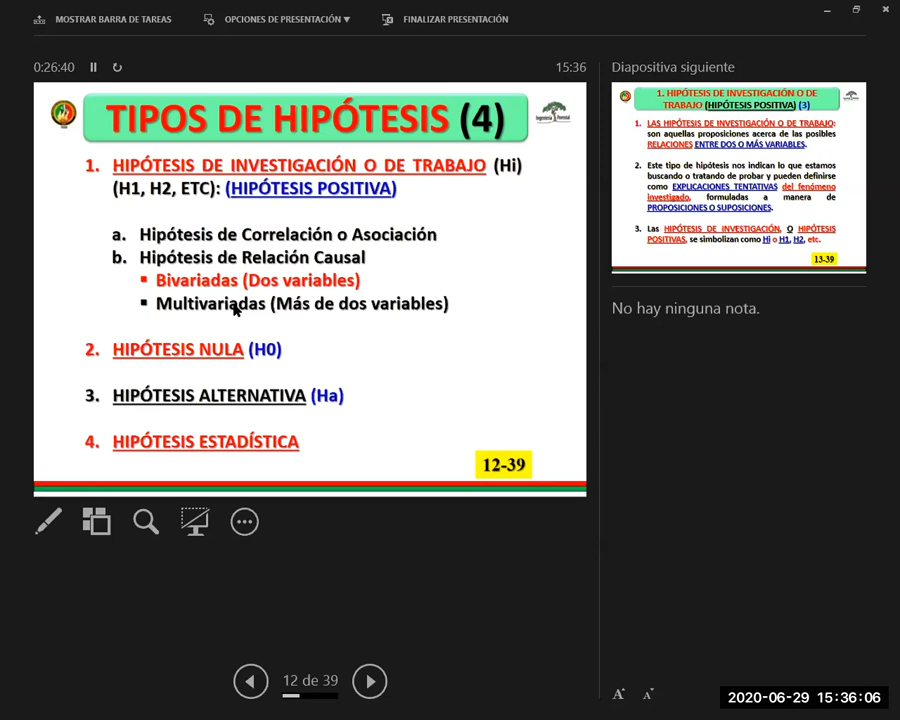 MOSTRAR BARRA DE TAREAS
OPCIONES DE PRESENTACIÓN ▼
FINALIZAR PRESENTACIÓN
0:26:40
15:36
TIPOS DE HIPÓTESIS (4)
Ingeniería Forestal
1. HIPÓTESIS DE INVESTIGACIÓN O DE TRABAJO (Hi)
(H1, H2, ETC): (HIPÓTESIS POSITIVA)
a. Hipótesis de Correlación o Asociación
b. Hipótesis de Relación Causal
▪ Bivariadas (Dos variables)
▪ Multivariadas (Más de dos variables)
2. HIPÓTESIS NULA (H0)
3. HIPÓTESIS ALTERNATIVA (Ha)
4. HIPÓTESIS ESTADÍSTICA
12-39
12 de 39
Diapositiva siguiente
1. HIPÓTESIS DE INVESTIGACIÓN O DE
TRABAJO (HIPÓTESIS POSITIVA) (3)
1. LAS HIPÓTESIS DE INVESTIGACIÓN O DE TRABAJO:
son aquellas proposiciones acerca de las posibles
RELACIONES ENTRE DOS O MÁS VARIABLES.
2. Este tipo de hipótesis nos indican lo que estamos
buscando o tratando de probar y pueden definirse
como EXPLICACIONES TENTATIVAS del fenómeno
investigado, formuladas a manera de
PROPOSICIONES O SUPOSICIONES.
3. Las HIPÓTESIS DE INVESTIGACIÓN, O HIPÓTESIS
POSITIVAS, se simbolizan como Hi o H1, H2, etc.
13-39
No hay ninguna nota.
A A
2020-06-29 15:36:06